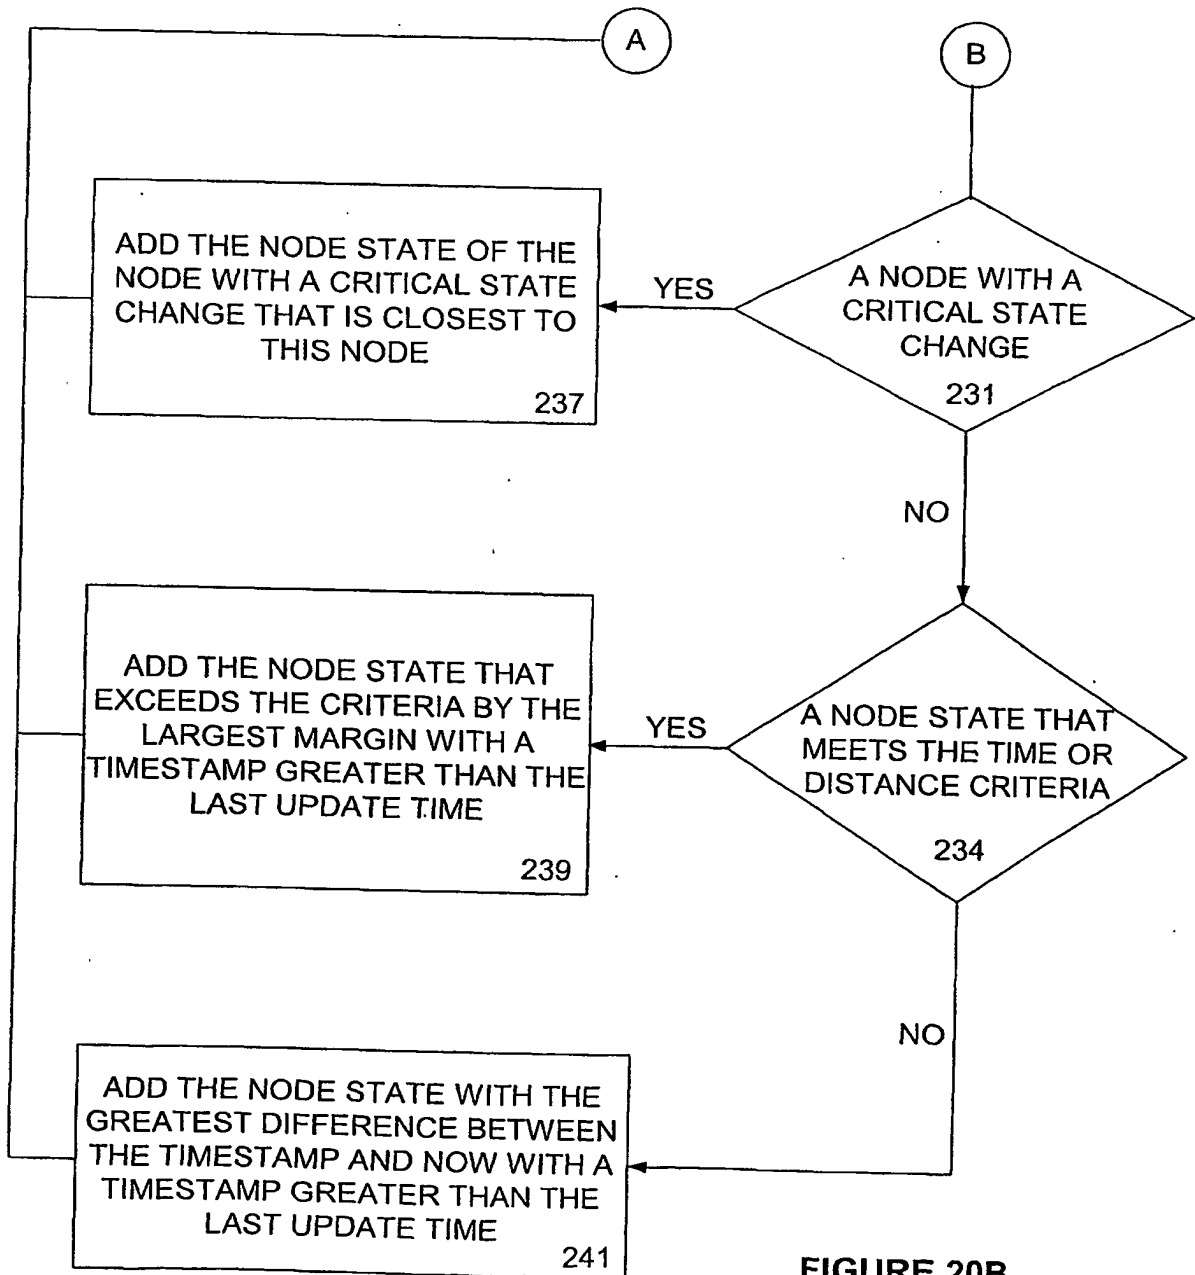 A
B
ADD THE NODE STATE OF THE
NODE WITH A CRITICAL STATE
CHANGE THAT IS CLOSEST TO
THIS NODE
237
YES
A NODE WITH A
CRITICAL STATE
CHANGE
231
NO
ADD THE NODE STATE THAT
EXCEEDS THE CRITERIA BY THE
LARGEST MARGIN WITH A
TIMESTAMP GREATER THAN THE
LAST UPDATE TIME
239
YES
A NODE STATE THAT
MEETS THE TIME OR
DISTANCE CRITERIA
234
NO
ADD THE NODE STATE WITH THE
GREATEST DIFFERENCE BETWEEN
THE TIMESTAMP AND NOW WITH A
TIMESTAMP GREATER THAN THE
LAST UPDATE TIME
241
FIGURE 20B